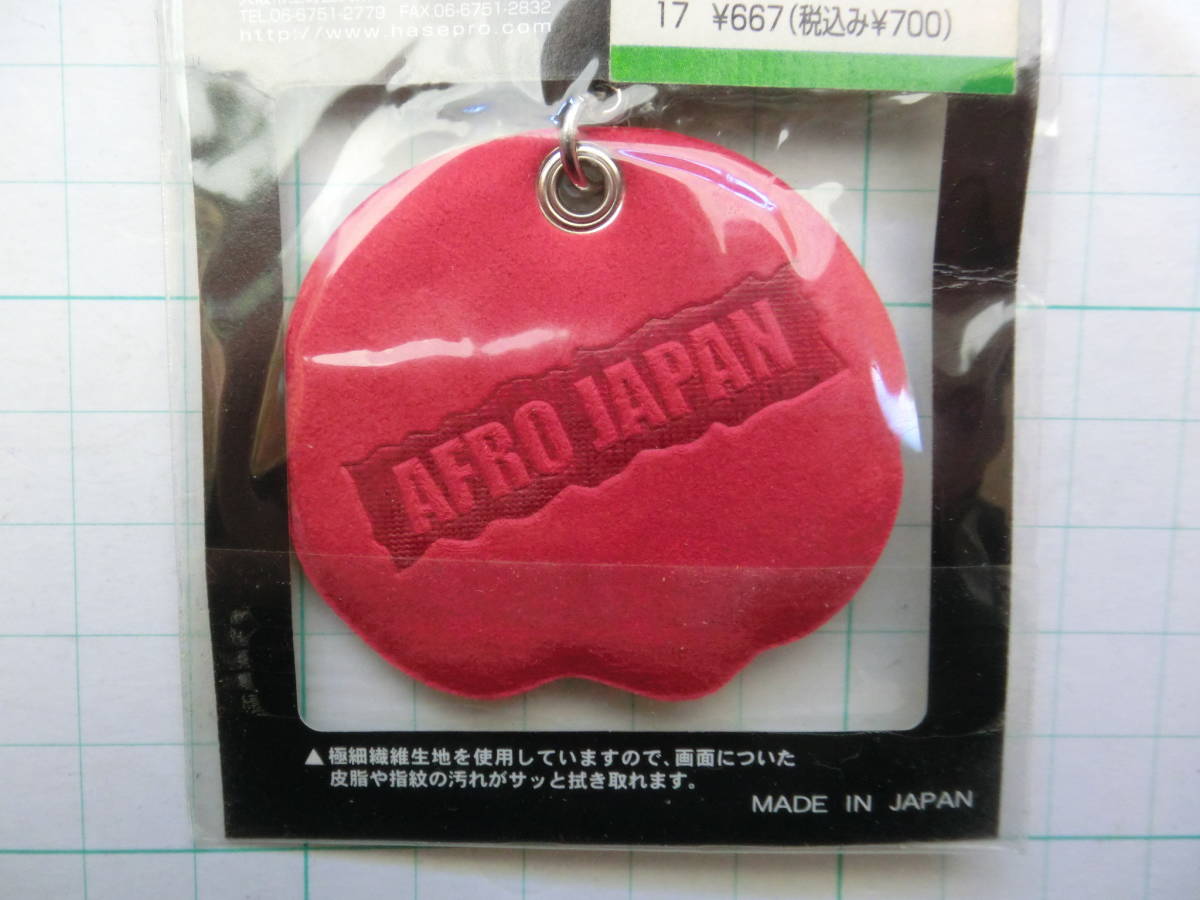 TEL.06-6751-2779 FAX.06-6751-2832
http://www.hasepro.com
17 ¥667(税込み¥700)
AFRO JAPAN
▲極細繊維生地を使用していますので、画面についた
皮脂や指紋の汚れがサッと拭き取れます。
MADE IN JAPAN